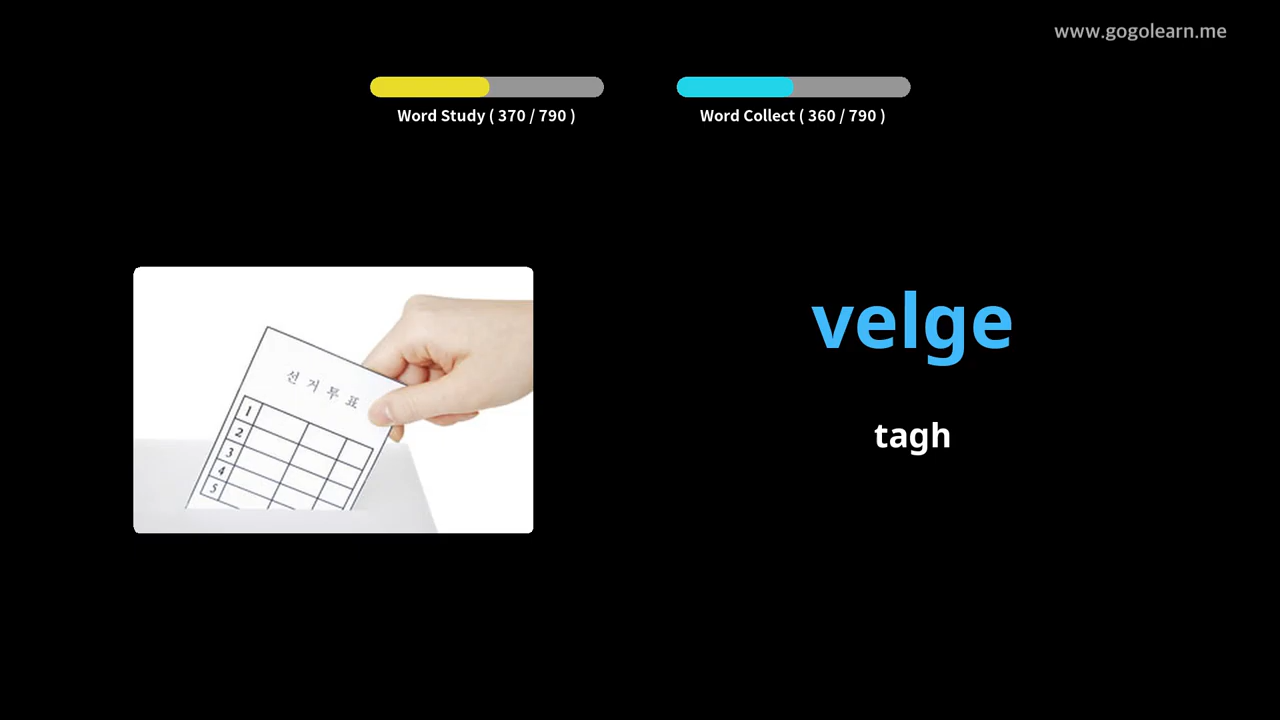 www.gogolearn.me
Word Study ( 370 / 790 )
Word Collect ( 360 / 790 )
선거투표
1
2
3
4
5
velge
tagh